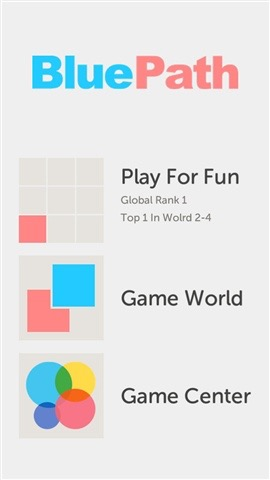 BluePath
Play For Fun
Global Rank 1
Top 1 In Wolrd 2-4
Game World
Game Center